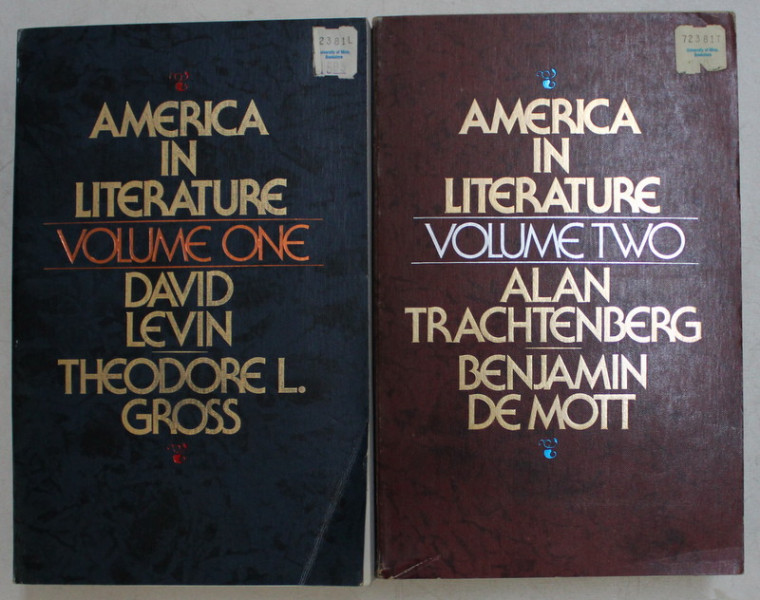 AMERICA
IN
LITERATURE
VOLUME ONE
DAVID
LEVIN
THEODORE L.
GROSS
AMERICA
IN
LITERATURE
VOLUME TWO
ALAN
TRACHTENBERG
BENJAMIN
DE MOTT